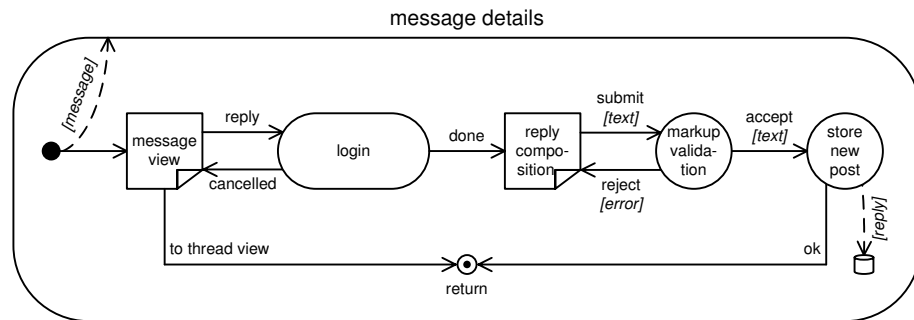 message details
[message]
message
view
reply
cancelled
login
done
reply
compo-
sition
submit
[text]
reject
[error]
markup
valida-
tion
accept
[text]
store
new
post
[reply]
to thread view
ok
return